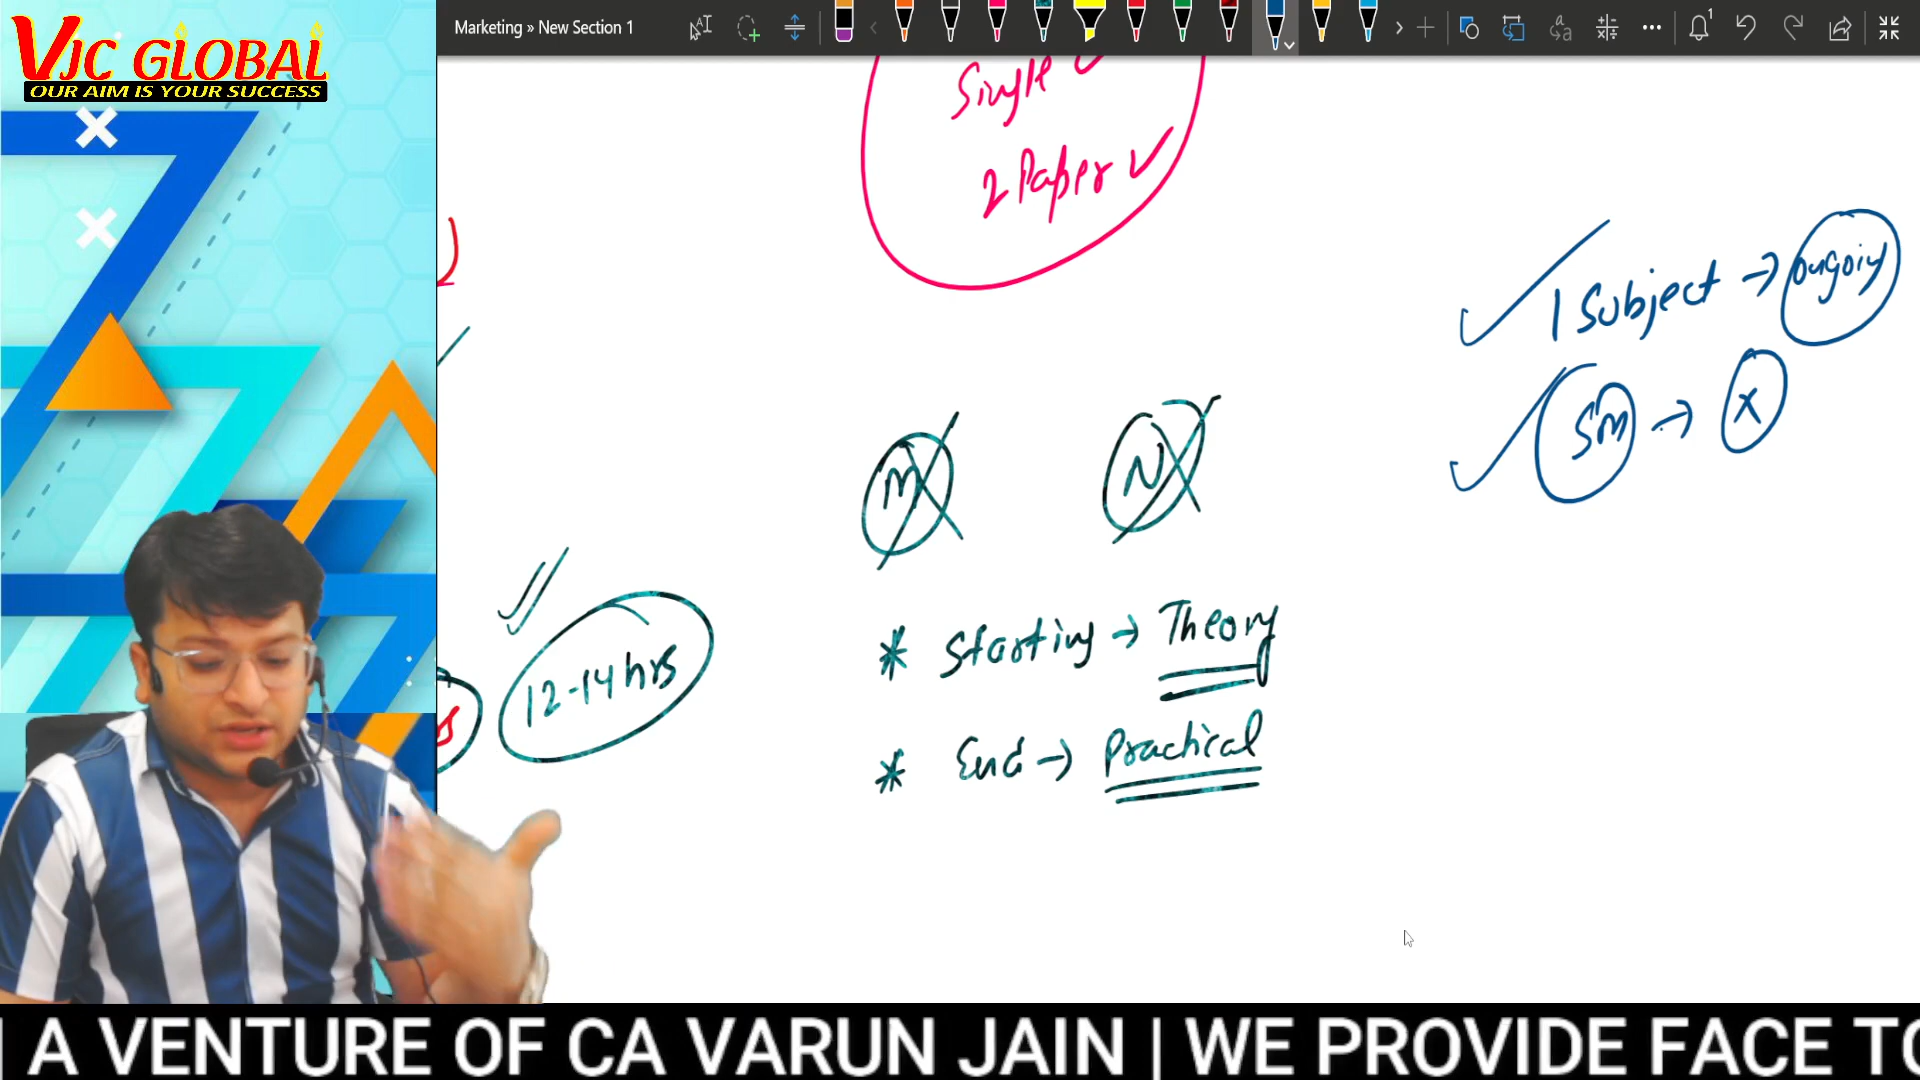 VJC GLOBAL
OUR AIM IS YOUR SUCCESS
Marketing » New Section 1
Single
2 Paper
1 Subject → ongoing
SM → X
M
N
12-14 hrs
* Starting → Theory
* End → Practical
A VENTURE OF CA VARUN JAIN | WE PROVIDE FACE TO